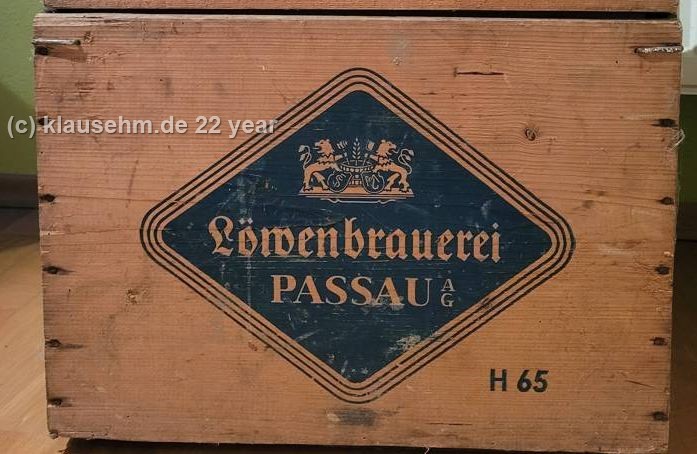 (c) klausehm.de 22 year
Löwenbrauerei
PASSAU AG
H 65